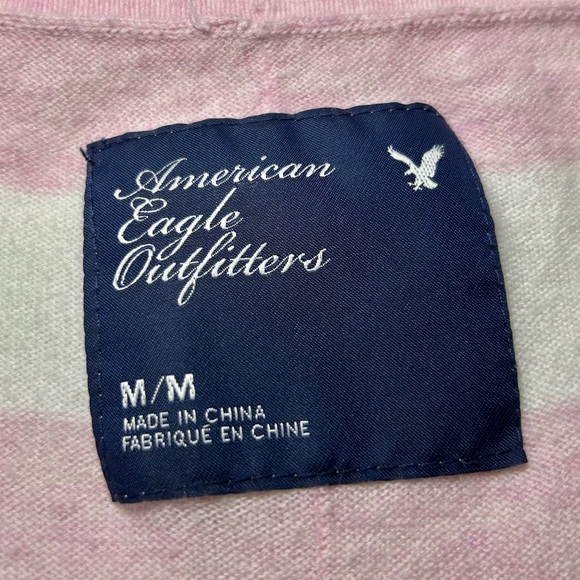 American
Eagle
Outfitters
M/M
MADE IN CHINA
FABRIQUÉ EN CHINE